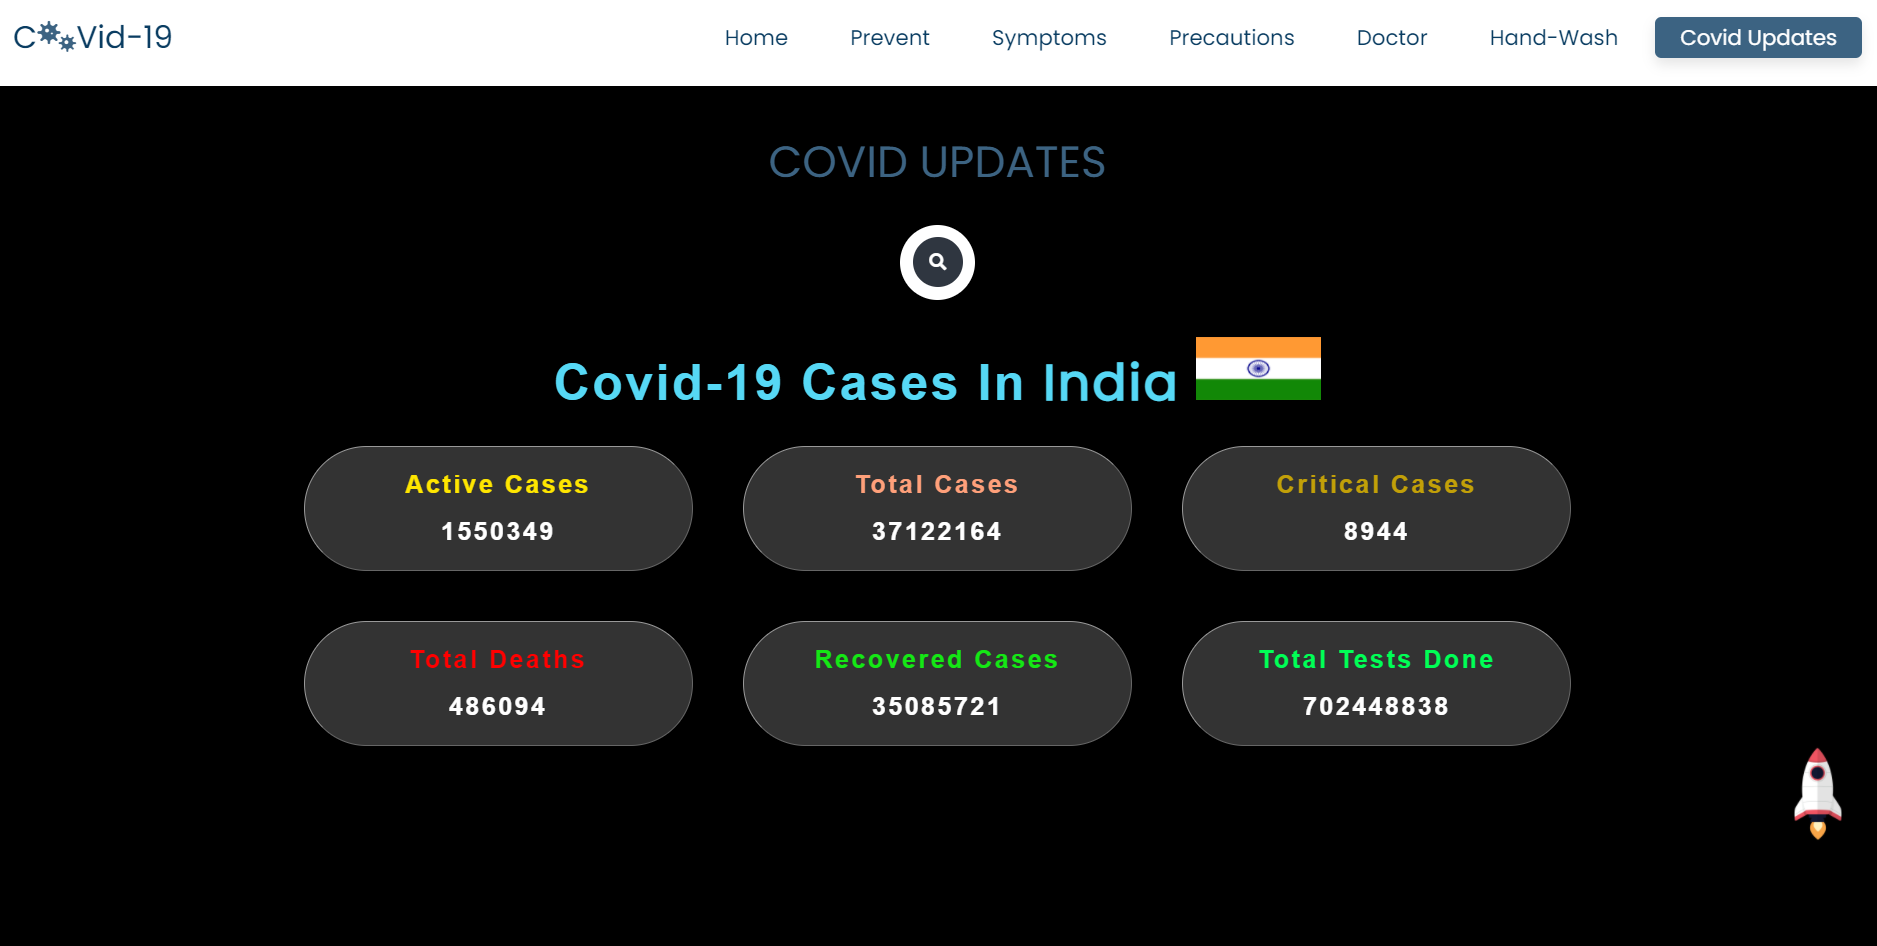 CoVid-19
Home Prevent Symptoms Precautions Doctor Hand-Wash Covid Updates
COVID UPDATES
Covid-19 Cases In India
Active Cases Total Cases Critical Cases
1550349 37122164 8944
Total Deaths Recovered Cases Total Tests Done
486094 35085721 702448838